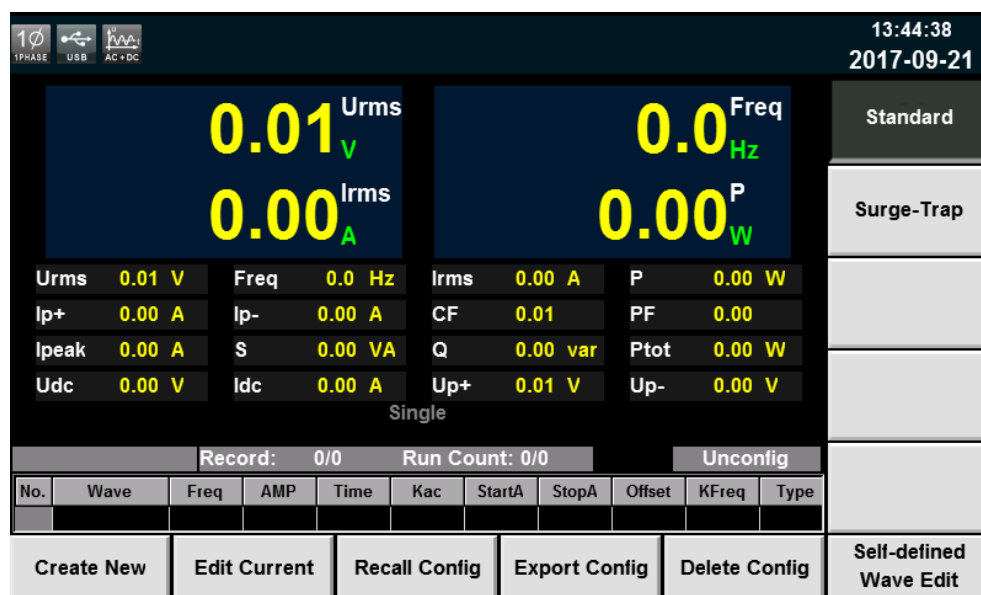 1Ø
1PHASE USB AC+DC
13:44:38
2017-09-21
0.01 Urms V
0.0 Freq Hz
0.00 Irms A
0.00 P W
Standard
Surge-Trap
Urms 0.01 V Freq 0.0 Hz Irms 0.00 A P 0.00 W
Ip+ 0.00 A Ip- 0.00 A CF 0.01 PF 0.00
Ipeak 0.00 A S 0.00 VA Q 0.00 var Ptot 0.00 W
Udc 0.00 V Idc 0.00 A Up+ 0.01 V Up- 0.00 V
Single
Record: 0/0 Run Count: 0/0 Unconfig
No. Wave Freq AMP Time Kac StartA StopA Offset KFreq Type
Create New Edit Current Recall Config Export Config Delete Config
Self-defined
Wave Edit